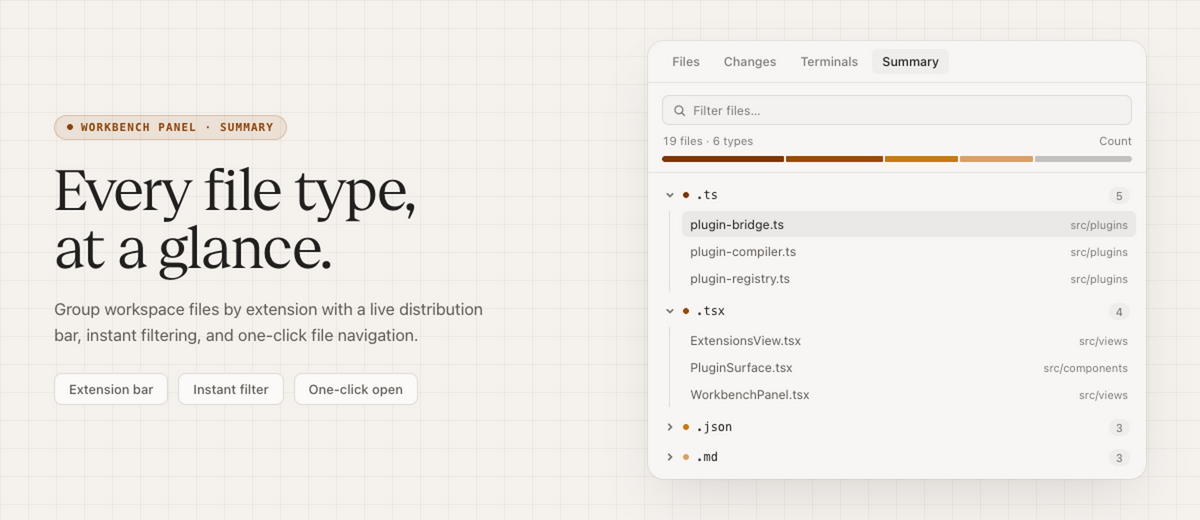 WORKBENCH PANEL · SUMMARY
Every file type,
at a glance.
Group workspace files by extension with a live distribution
bar, instant filtering, and one-click file navigation.
Extension bar Instant filter One-click open
Files Changes Terminals Summary
Filter files...
19 files · 6 types Count
.ts 5
plugin-bridge.ts src/plugins
plugin-compiler.ts src/plugins
plugin-registry.ts src/plugins
.tsx 4
ExtensionsView.tsx src/views
PluginSurface.tsx src/components
WorkbenchPanel.tsx src/views
.json 3
.md 3